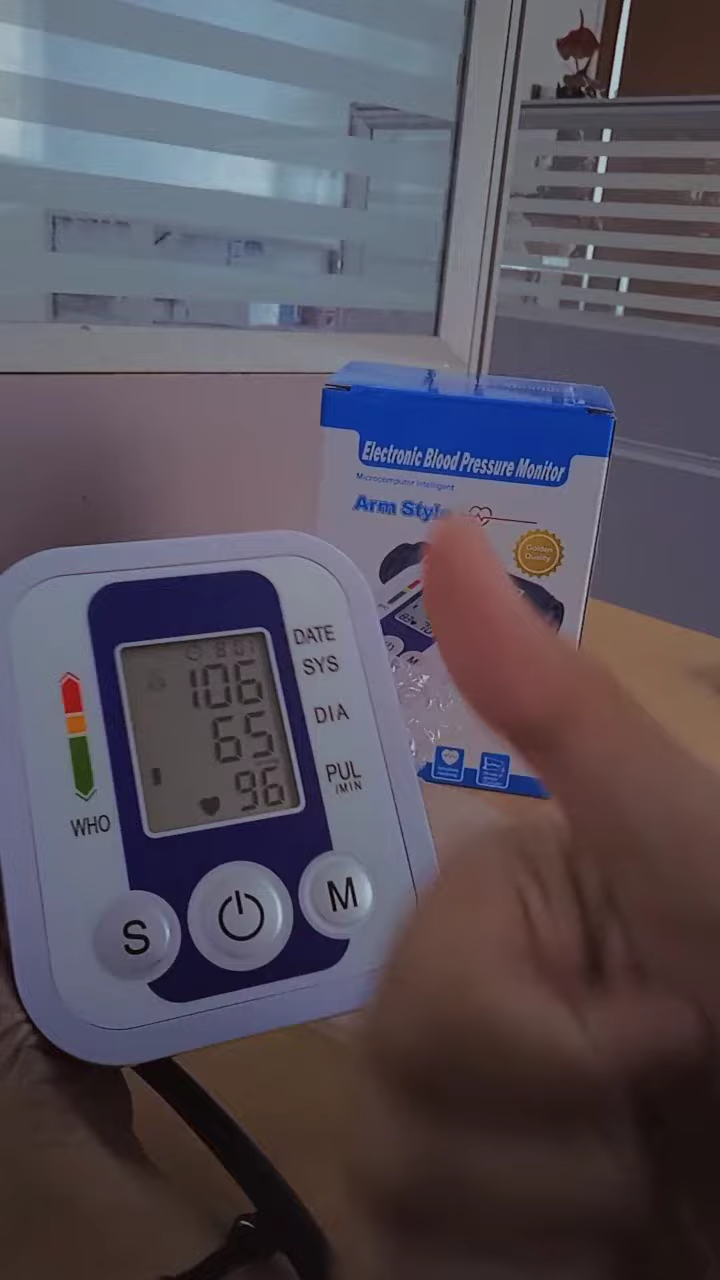 Electronic Blood Pressure Monitor
Microcomputer Intelligent
Arm Style
Golden
Quality
DATE
106
SYS
65
DIA
96
PUL
/MIN
WHO
S
M